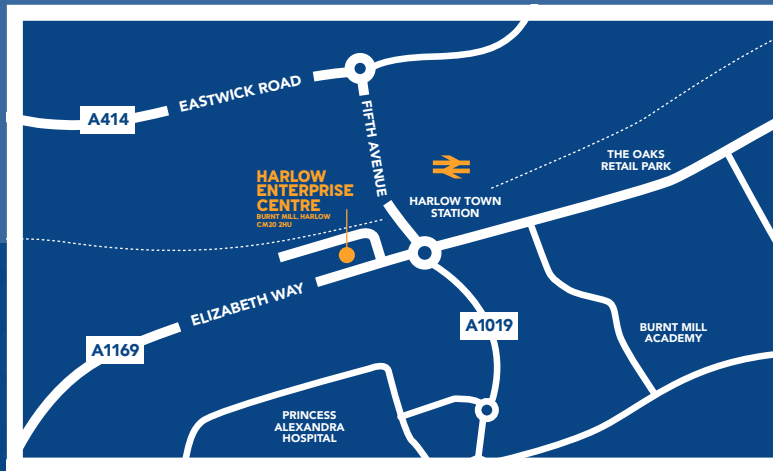 EASTWICK ROAD
A414
FIFTH AVENUE
THE OAKS
RETAIL PARK
HARLOW
ENTERPRISE
CENTRE
BURNT MILL, HARLOW
CM20 2HU
HARLOW TOWN
STATION
ELIZABETH WAY
A1019
BURNT MILL
ACADEMY
A1169
PRINCESS
ALEXANDRA
HOSPITAL